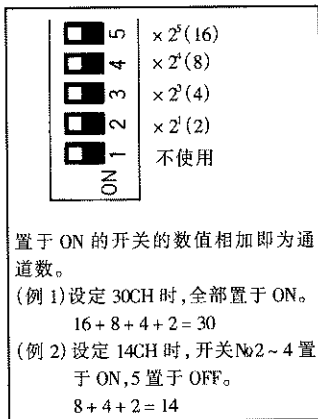 5 × 2⁵(16)
4 × 2⁴(8)
3 × 2³(4)
2 × 2¹(2)
1 不使用
ON
置于 ON 的开关的数值相加即为通
道数。
(例 1)设定 30CH 时,全部置于 ON。
16 + 8 + 4 + 2 = 30
(例 2)设定 14CH 时,开关№2 ~ 4 置
于 ON,5 置于 OFF。
8 + 4 + 2 = 14